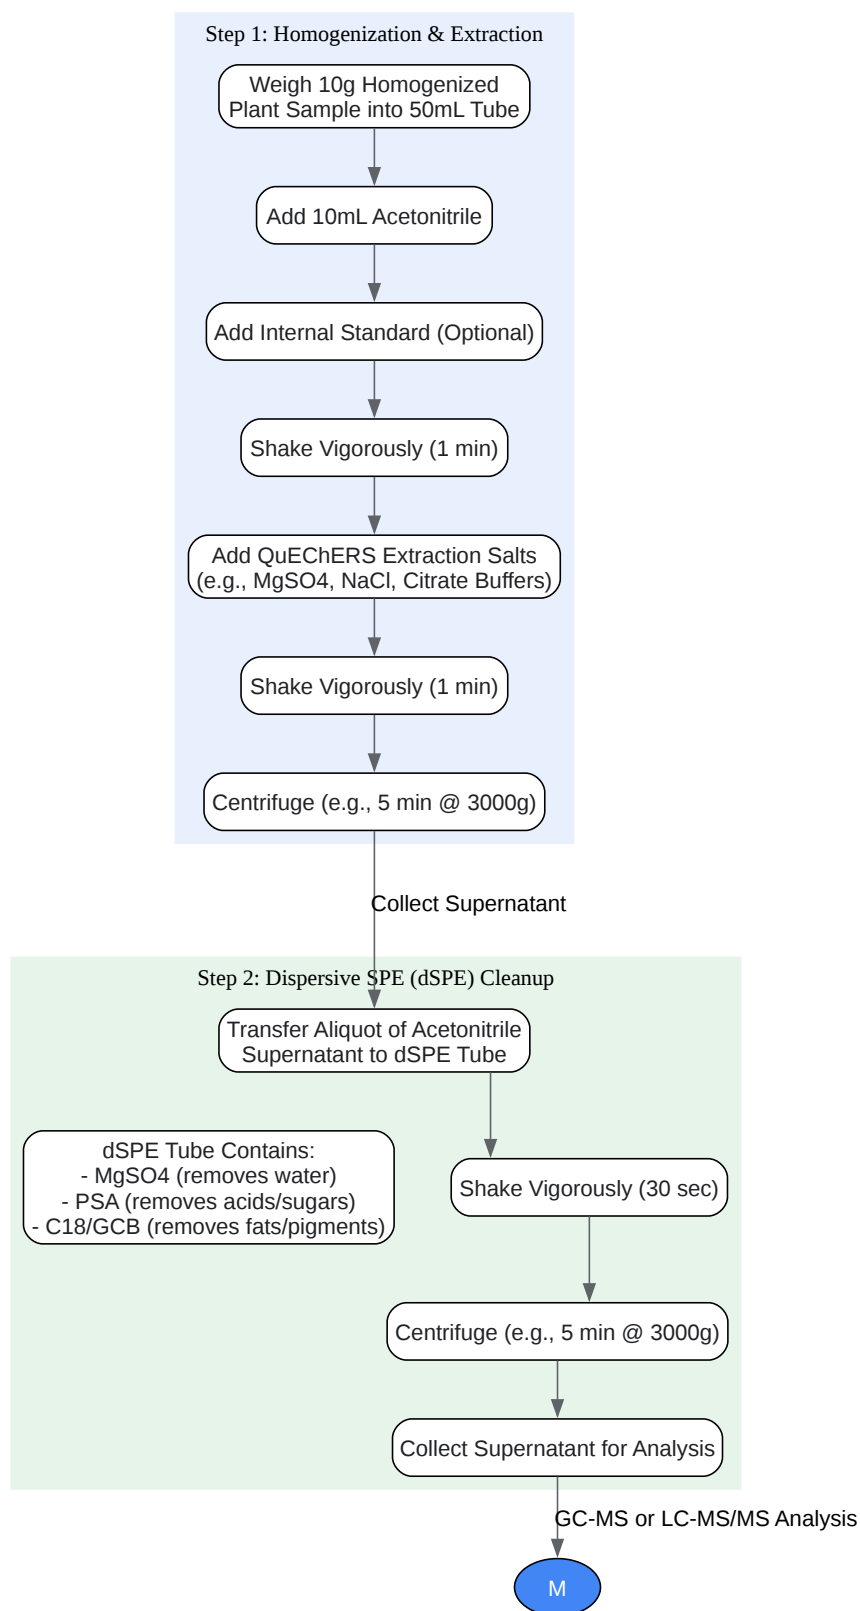 Step 1: Homogenization & Extraction
Weigh 10g Homogenized
Plant Sample into 50mL Tube
Add 10mL Acetonitrile
Add Internal Standard (Optional)
Shake Vigorously (1 min)
Add QuEChERS Extraction Salts
(e.g., MgSO4, NaCl, Citrate Buffers)
Shake Vigorously (1 min)
Centrifuge (e.g., 5 min @ 3000g)
Collect Supernatant
Step 2: Dispersive SPE (dSPE) Cleanup
Transfer Aliquot of Acetonitrile
Supernatant to dSPE Tube
dSPE Tube Contains:
- MgSO4 (removes water)
- PSA (removes acids/sugars)
- C18/GCB (removes fats/pigments)
Shake Vigorously (30 sec)
Centrifuge (e.g., 5 min @ 3000g)
Collect Supernatant for Analysis
GC-MS or LC-MS/MS Analysis
M